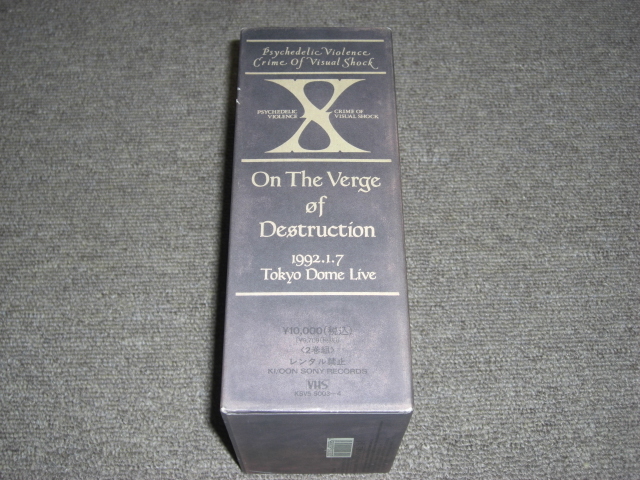 Psychedelic Violence
Crime Of Visual Shock
X
PSYCHEDELIC VIOLENCE
CRIME OF VISUAL SHOCK
On The Verge
øf
Destruction
1992.1.7
Tokyo Dome Live
¥10,000(税込)
〈2巻組〉
レンタル禁止
KI/OON SONY RECORDS
VHS